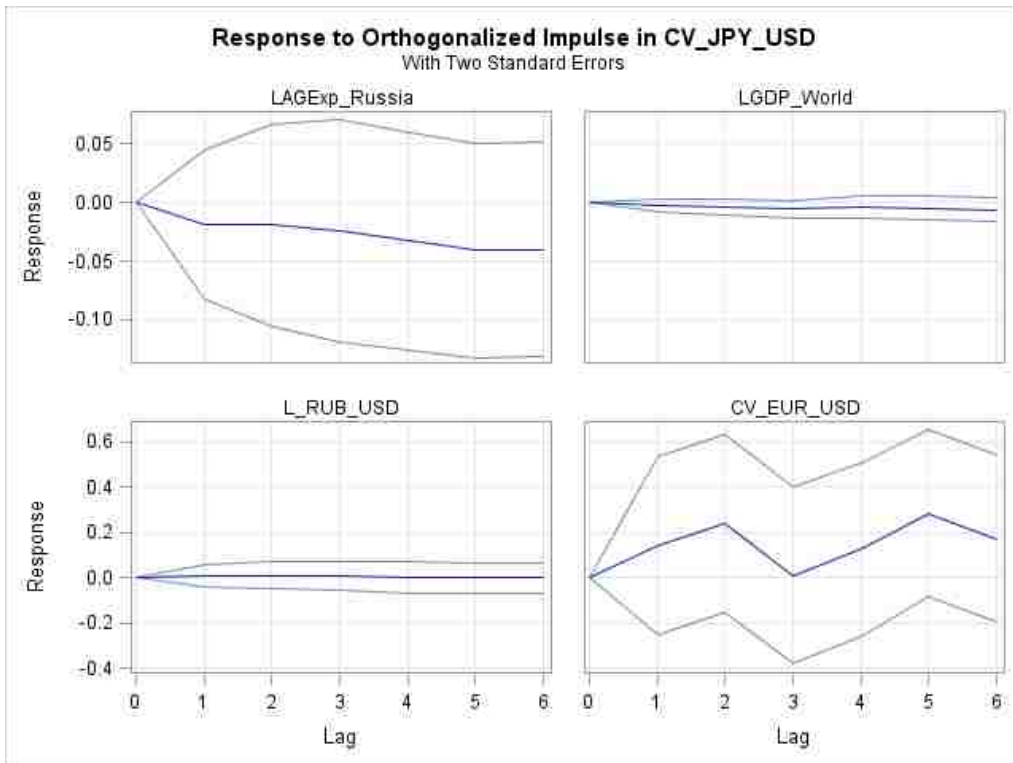 Response to Orthogonalized Impulse in CV_JPY_USD
With Two Standard Errors
LAGExp_Russia
LGDP_World
0.05
0.00
-0.05
-0.10
Response
L_RUB_USD
CV_EUR_USD
0.6
0.4
0.2
0.0
-0.2
-0.4
Response
0 1 2 3 4 5 6
0 1 2 3 4 5 6
Lag
Lag